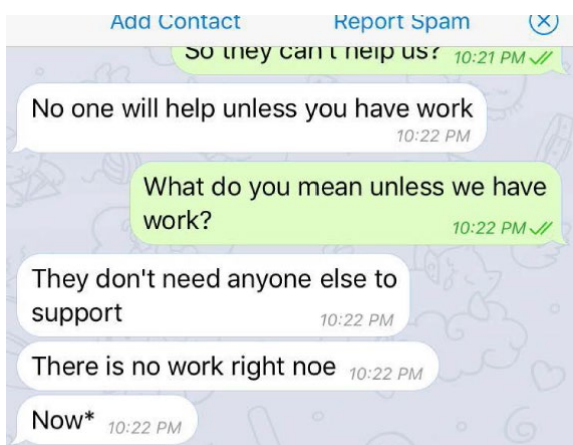 Add Contact Report Spam
So they can't help us? 10:21 PM
No one will help unless you have work
10:22 PM
What do you mean unless we have
work? 10:22 PM
They don't need anyone else to
support 10:22 PM
There is no work right noe 10:22 PM
Now* 10:22 PM